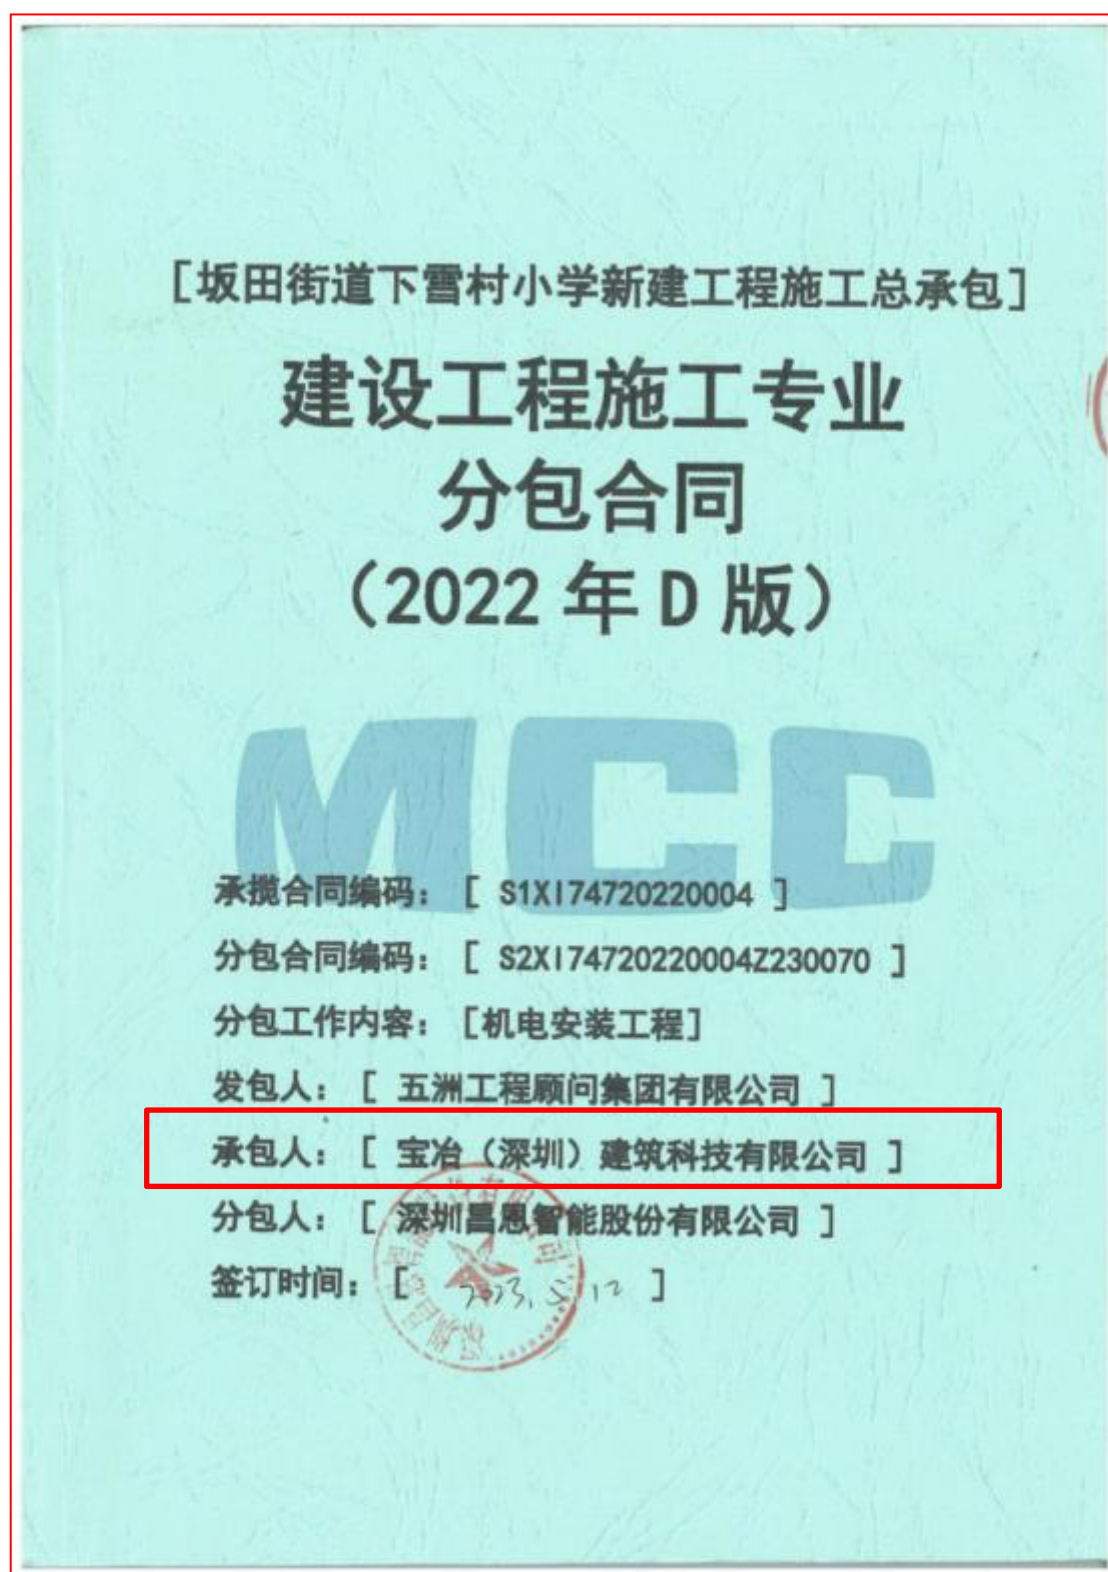 [坂田街道下雪村小学新建工程施工总承包]
建设工程施工专业
分包合同
(2022 年 D 版)
MCC
承揽合同编码: [ S1XI74720220004 ]
分包合同编码: [ S2XI74720220004Z230070 ]
分包工作内容: [机电安装工程]
发包人: [ 五洲工程顾问集团有限公司 ]
承包人: [ 宝冶（深圳）建筑科技有限公司 ]
分包人: [ 深圳昌恩智能股份有限公司 ]
签订时间: [ 2023.5.12 ]